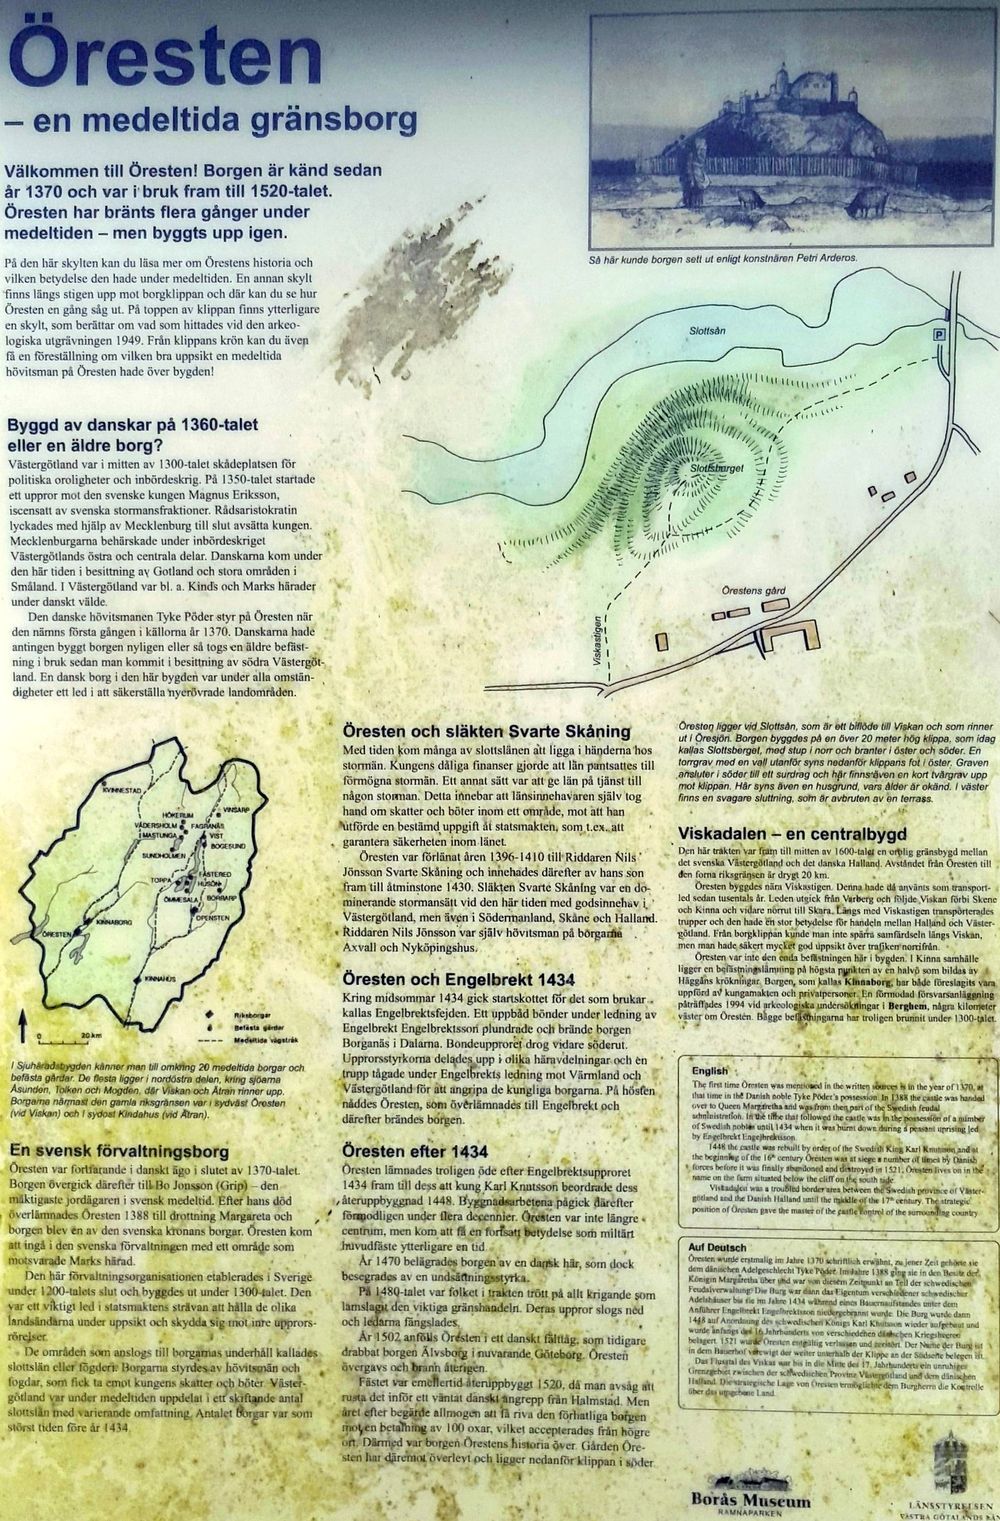 Öresten
– en medeltida gränsborg
Välkommen till Öresten! Borgen är känd sedan
år 1370 och var i bruk fram till 1520-talet.
Öresten har bränts flera gånger under
medeltiden – men byggts upp igen.
På den här skylten kan du läsa mer om Örestens historia och
vilken betydelse den hade under medeltiden. En annan skylt
finns längs stigen upp mot borgklippan och där kan du se hur
Öresten en gång såg ut. På toppen av klippan finns ytterligare
en skylt, som berättar om vad som hittades vid den arkeo-
logiska utgrävningen 1949. Från klippans krön kan du även
få en föreställning om vilken bra uppsikt en medeltida
hövitsman på Öresten hade över bygden!
Byggd av danskar på 1360-talet
eller en äldre borg?
Västergötland var i mitten av 1300-talet skådeplatsen för
politiska oroligheter och inbördeskrig. På 1350-talet startade
ett uppror mot den svenske kungen Magnus Eriksson,
iscensatt av svenska stormansfraktioner. Rådsaristokratin
lyckades med hjälp av Mecklenburg till slut avsätta kungen.
Mecklenburgarna behärskade under inbördeskriget
Västergötlands östra och centrala delar. Danskarna kom under
den här tiden i besittning av Gotland och stora områden i
Småland. I Västergötland var bl. a. Kinds och Marks härader
under danskt välde.
Den danske hövitsmanen Tyke Pöder styr på Öresten när
den nämns första gången i källorna år 1370. Danskarna hade
antingen byggt borgen nyligen eller så togs en äldre befäst-
ning i bruk sedan man kommit i besittning av södra Västergöt-
land. En dansk borg i den här bygden var under alla omstän-
digheter ett led i att säkerställa nyerövrade landområden.
Så här kunde borgen sett ut enligt konstnären Petri Arderos.
Slottsån
P
Slottsberget
Örestens gård
Viskastigen
KVINNESTAD
HÖKERUM
VINSARP
VÄDERSHOLM
FAGRANÄS
MASTUNGA
VIST
BOGESUND
SUNDHOLMEN
FASTERED
TORPA
HUSÖN
BORRARP
ÖMMESALA
OPENSTEN
KINNABORG
ÖRESTEN
KINNAHUS
0 20 km
Riksborgar
Befästa gårdar
Medeltida vägstråk
I Sjuhäradsbygden känner man till omkring 20 medeltida borgar och
befästa gårdar. De flesta ligger i nordöstra delen, kring sjöarna
Åsunden, Tolken och Mogden, där Viskan och Ätran rinner upp.
Borgarna närmast den gamla riksgränsen var i sydväst Öresten
(vid Viskan) och i sydost Kindahus (vid Ätran).
En svensk förvaltningsborg
Öresten var fortfarande i danskt ägo i slutet av 1370-talet.
Borgen övergick därefter till Bo Jonsson (Grip) – den
mäktigaste jordägaren i svensk medeltid. Efter hans död
överlämnades Öresten 1388 till drottning Margareta och
borgen blev en av den svenska kronans borgar. Öresten kom
att ingå i den svenska förvaltningen med ett område som
motsvarade Marks härad.
Den här förvaltningsorganisationen etablerades i Sverige
under 1200-talets slut och byggdes ut under 1300-talet. Den
var ett viktigt led i statsmaktens strävan att hålla de olika
landsändarna under uppsikt och skydda sig mot inre upprors-
rörelser.
De områden som anslogs till borgarnas underhåll kallades
slottslän eller fögderi. Borgarna styrdes av hövitsmän och
fogdar, som fick ta emot kungens skatter och böter. Väster-
götland var under medeltiden uppdelat i ett skiftande antal
slottslän med varierande omfattning. Antalet borgar var som
störst tiden före år 1434.
Öresten och släkten Svarte Skåning
Med tiden kom många av slottslänen att ligga i händerna hos
stormän. Kungens dåliga finanser gjorde att län pantsattes till
förmögna stormän. Ett annat sätt var att ge län på tjänst till
någon storman. Detta innebar att länsinnehavaren själv tog
hand om skatter och böter inom ett område, mot att han
utförde en bestämd uppgift åt statsmakten, som t.ex. att
garantera säkerheten inom länet.
Öresten var förlänat åren 1396-1410 till Riddaren Nils
Jönsson Svarte Skåning och innehades därefter av hans son
fram till åtminstone 1430. Släkten Svarte Skåning var en do-
minerande stormansätt vid den här tiden med godsinnehav i
Västergötland, men även i Södermanland, Skåne och Halland.
Riddaren Nils Jönsson var själv hövitsman på borgarna
Axvall och Nyköpingshus.
Öresten och Engelbrekt 1434
Kring midsommar 1434 gick startskottet för det som brukar
kallas Engelbrektsfejden. Ett uppbåd bönder under ledning av
Engelbrekt Engelbrektsson plundrade och brände borgen
Borganäs i Dalarna. Bondeupproret drog vidare söderut.
Upprorsstyrkorna delades upp i olika häravdelningar och en
trupp tågade under Engelbrekts ledning mot Värmland och
Västergötland för att angripa de kungliga borgarna. På hösten
nåddes Öresten, som överlämnades till Engelbrekt och
därefter brändes borgen.
Öresten efter 1434
Öresten lämnades troligen öde efter Engelbrektsupproret
1434 fram till dess att kung Karl Knutsson beordrade dess
återuppbyggnad 1448. Byggnadsarbetena pågick därefter
förmodligen under flera decennier. Öresten var inte längre
centrum, men kom att få en fortsatt betydelse som militärt
huvudfäste ytterligare en tid.
År 1470 belägrades borgen av en dansk här, som dock
besegrades av en undsättningsstyrka.
På 1480-talet var folket i trakten trött på allt krigande som
lamslagit den viktiga gränshandeln. Deras uppror slogs ned
och ledarna fängslades.
År 1502 anfölls Öresten i ett danskt fälttåg, som tidigare
drabbat borgen Älvsborg i nuvarande Göteborg. Öresten
övergavs och brann återigen.
Fästet var emellertid återuppbyggt 1520, då man avsåg att
rusta det inför ett väntat danskt angrepp från Halmstad. Men
året efter begärde allmogen att få riva den förhatliga borgen
mot en betalning av 100 oxar, vilket accepterades från högre
ort. Därmed var borgen Örestens historia över. Gården Öre-
sten har däremot överlevt och ligger nedanför klippan i söder.
Öresten ligger vid Slottsån, som är ett biflöde till Viskan och som rinner
ut i Öresjön. Borgen byggdes på en över 20 meter hög klippa, som idag
kallas Slottsberget, med stup i norr och branter i öster och söder. En
torrgrav med en vall utanför syns nedanför klippans fot i öster. Graven
ansluter i söder till ett surdrag och här finns även en kort tvärgrav upp
mot klippan. Här syns även en husgrund, vars ålder är okänd. I väster
finns en svagare sluttning, som är avbruten av en terrass.
Viskadalen – en centralbygd
Den här trakten var fram till mitten av 1600-talet en orolig gränsbygd mellan
det svenska Västergötland och det danska Halland. Avståndet från Öresten till
den forna riksgränsen är drygt 20 km.
Öresten byggdes nära Viskastigen. Denna hade då använts som transport-
led sedan tusentals år. Leden utgick från Varberg och följde Viskan förbi Skene
och Kinna och vidare norrut till Skara. Längs med Viskastigen transporterades
trupper och den hade en stor betydelse för handeln mellan Halland och Väster-
götland. Från borgklippan kunde man inte spärra samfärdseln längs Viskan,
men man hade säkert mycket god uppsikt över trafiken norrifrån.
Öresten var inte den enda befästningen här i bygden. I Kinna samhälle
ligger en befästningslämning på högsta punkten av en halvö som bildas av
Häggåns krökningar. Borgen, som kallas Kinnaborg, har både föreslagits vara
uppförd av kungamakten och privatpersoner. En förmodad försvarsanläggning
påträffades 1994 vid arkeologiska undersökningar i Berghem, några kilometer
väster om Öresten. Bägge befästningarna har troligen brunnit under 1300-talet.
English
The first time Öresten was mentioned in the written sources is in the year of 1370, at
that time in the Danish noble Tyke Pöder's possession. In 1388 the castle was handed
over to Queen Margaretha and was from then part of the Swedish feudal
administration. In the time that followed the castle was in the possession of a number
of Swedish nobles until 1434 when it was burnt down during a peasant uprising led
by Engelbrekt Engelbrektsson.
1448 the castle was rebuilt by order of the Swedish King Karl Knutsson and at
the beginning of the 16th century Öresten was at siege a number of times by Danish
forces before it was finally abandoned and destroyed in 1521. Öresten lives on in the
name on the farm situated below the cliff on the south side.
Viskadalen was a troubled border area between the Swedish province of Väster-
götland and the Danish Halland until the middle of the 17th century. The strategic
position of Öresten gave the master of the castle control of the surrounding country.
Auf Deutsch
Öresten wurde erstmalig im Jahre 1370 schriftlich erwähnt, zu jener Zeit gehörte sie
dem dänischen Adelgeschlecht Tyke Pöder. Im Jahre 1388 ging sie in den Besitz der
Königin Margaretha über und war von diesem Zeitpunkt an Teil der schwedischen
Feudalverwaltung. Die Burg war dann das Eigentum verschiedener schwedischer
Adelshäuser bis sie im Jahre 1434 während eines Bauernaufstandes unter dem
Anführer Engelbrekt Engelbrektsson niedergebrannt wurde. Die Burg wurde dann
1448 auf Anordnung des schwedischen Königs Karl Knutsson wieder aufgebaut und
wurde anfangs des 16. Jahrhunderts von verschiedenen dänischen Kriegsheeren
belagert. 1521 wurde Öresten entgültig verlassen und zerstört. Der Name der Burg ist
in dem Bauernhof verewigt der weiter unterhalb der Klippe an der Südseite belegen ist.
Das Flusstal des Viskas war bis in die Mitte des 17. Jahrhunderts ein unruhiges
Grenzgebiet zwischen der schwedischen Provinz Västergötland und dem dänischen
Halland. Die strategische Lage von Öresten ermöglichte dem Burgherrn die Kontrolle
über das umgebene Land.
Borås Museum
RAMNAPARKEN
LÄNSSTYRELSEN
VÄSTRA GÖTALANDS LÄN